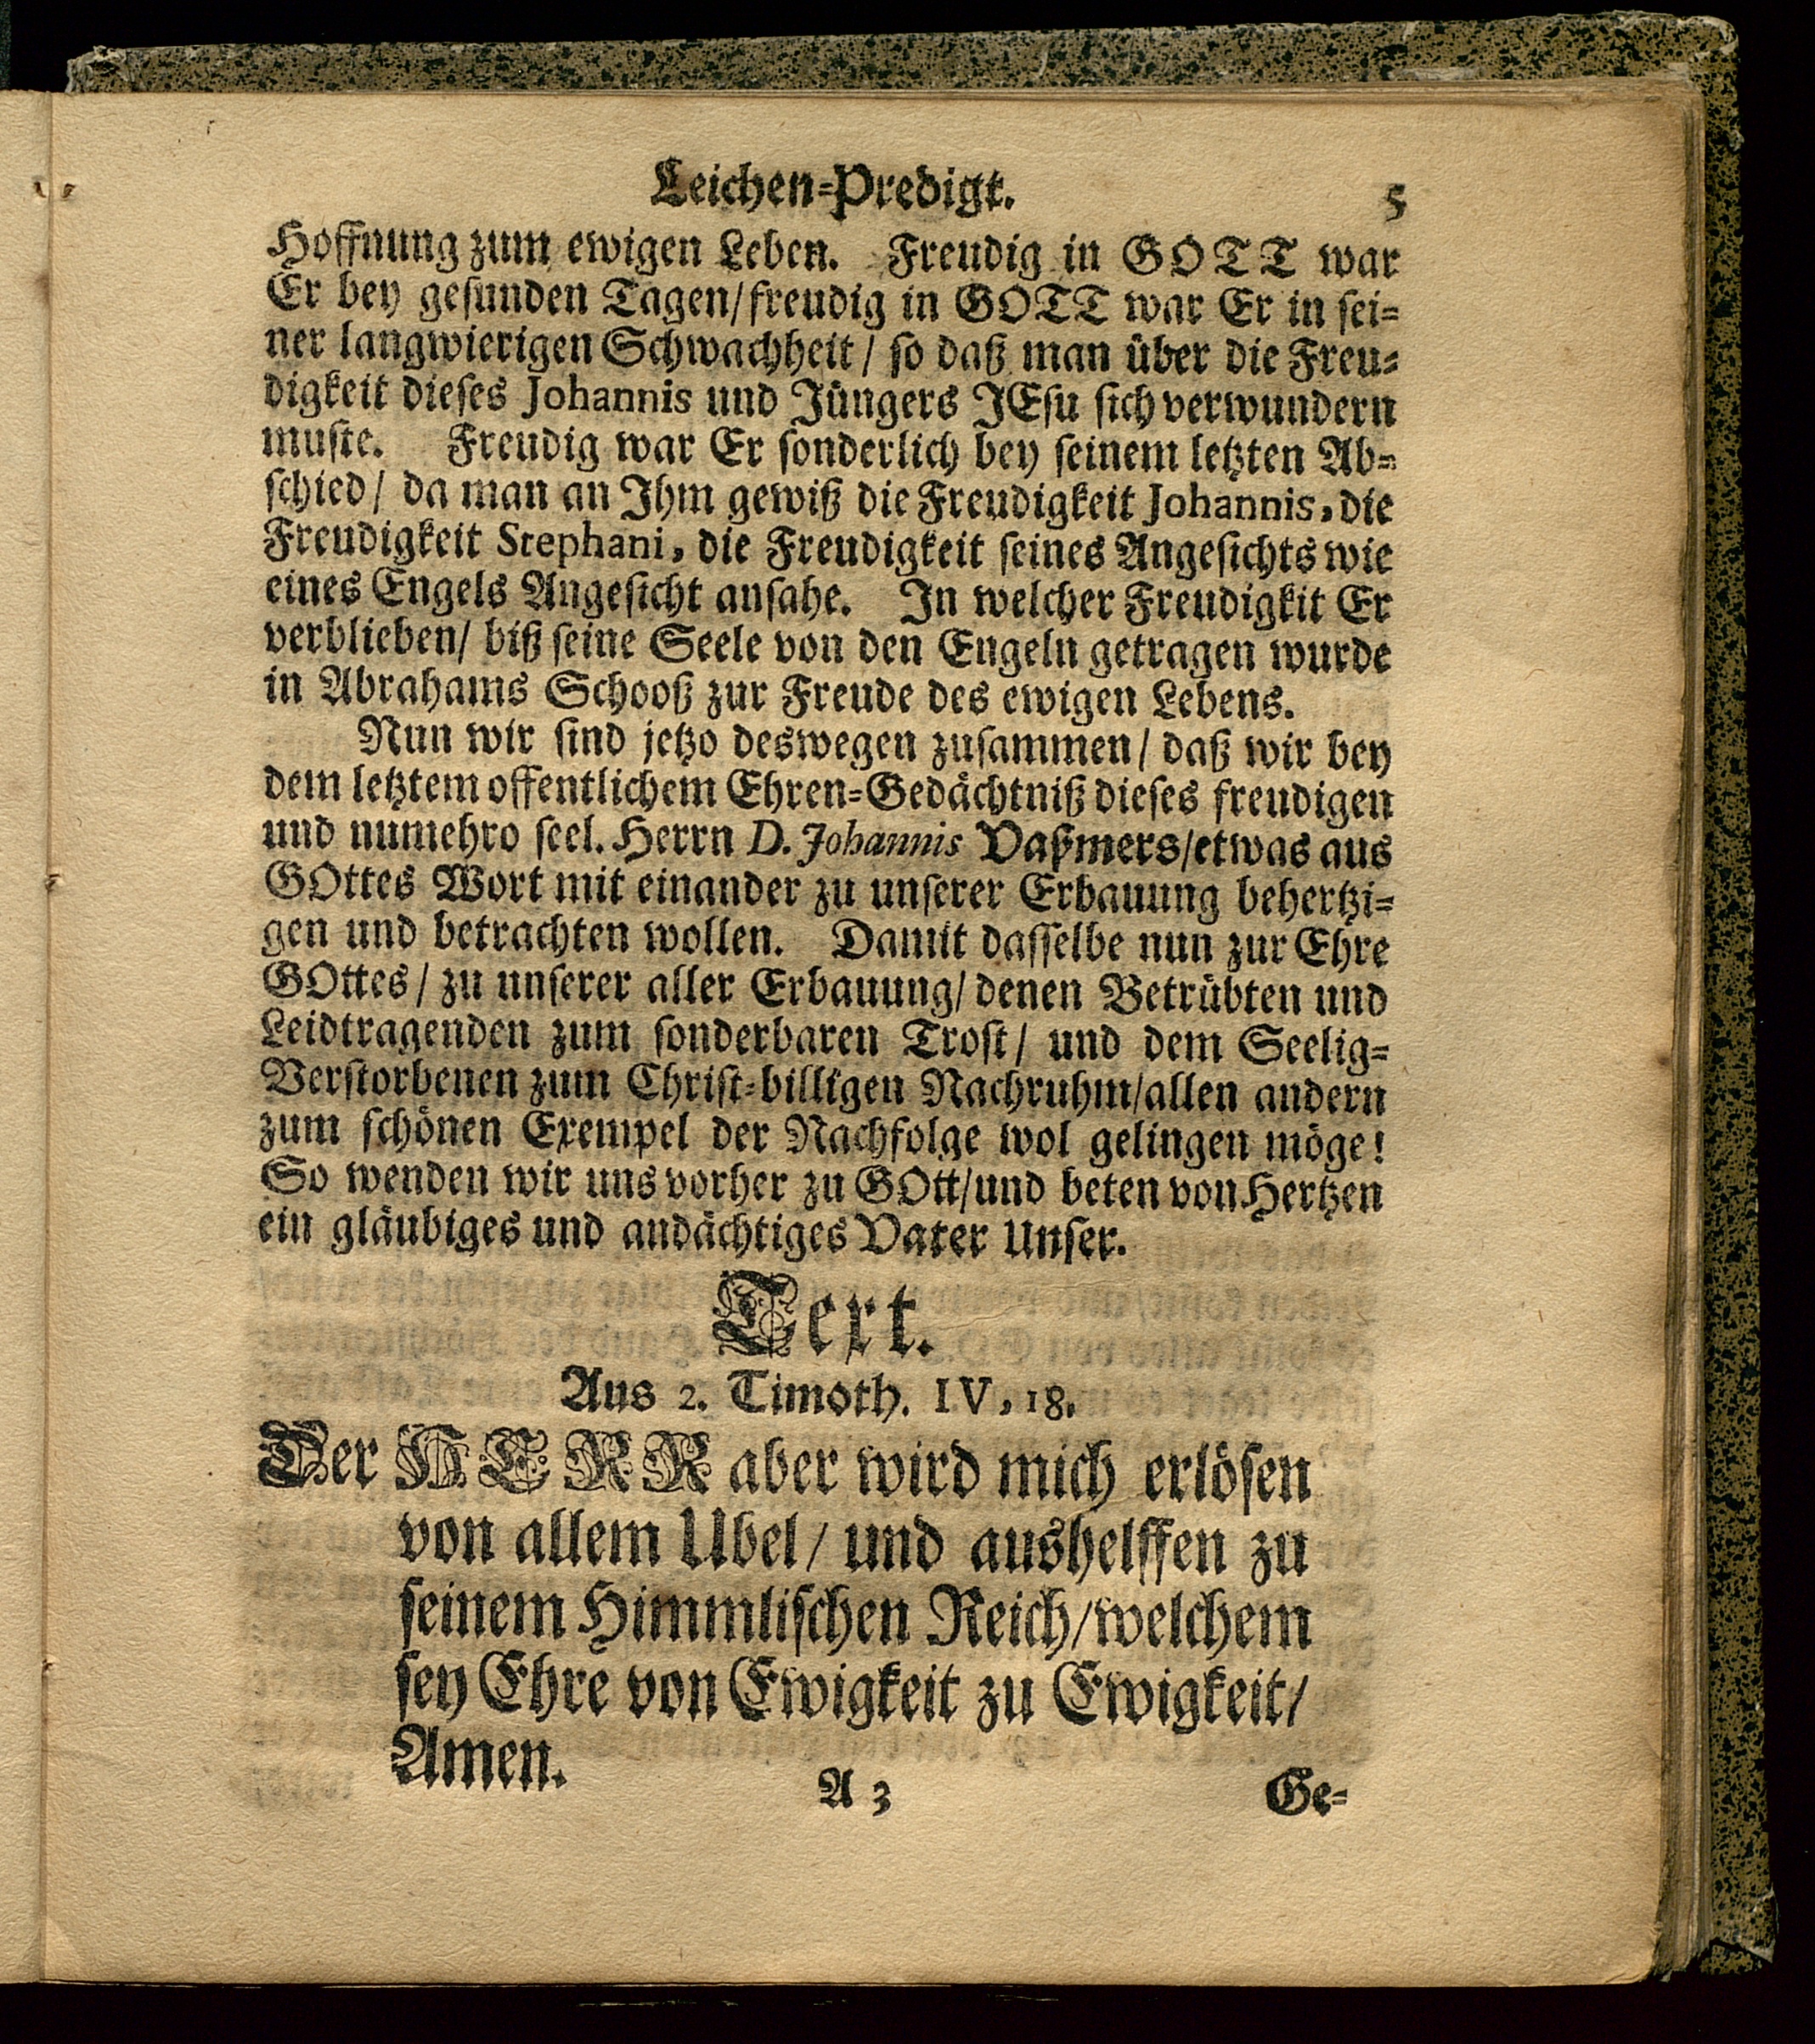 Leichen-Predigt. 5
Hoffnung zum ewigen Leben. Freudig in GOTT war
Er bey gesunden Tagen/ freudig in GOTT war Er in sei-
ner langwierigen Schwachheit/ so daß man über die Freu-
digkeit dieses Johannis und Jüngers JEsu sich verwundern
muste. Freudig war Er sonderlich bey seinem letzten Ab-
schied/ da man an Ihm gewiß die Freudigkeit Johannis, die
Freudigkeit Stephani, die Freudigkeit seines Angesichts wie
eines Engels Angesicht ansahe. In welcher Freudigkit Er
verblieben/ biß seine Seele von den Engeln getragen wurde
in Abrahams Schooß zur Freude des ewigen Lebens.
Nun wir sind jetzo deswegen zusammen/ daß wir bey
dem letztem offentlichem Ehren-Gedächtniß dieses freudigen
und numehro seel. Herrn D. Johannis Vaßmers/ etwas aus
GOttes Wort mit einander zu unserer Erbauung behertzi-
gen und betrachten wollen. Damit dasselbe nun zur Ehre
GOttes/ zu unserer aller Erbauung/ denen Betrübten und
Leidtragenden zum sonderbaren Trost/ und dem Seelig-
Verstorbenen zum Christ-billigen Nachruhm/ allen andern
zum schönen Exempel der Nachfolge wol gelingen möge!
So wenden wir uns vorher zu GOtt/ und beten von Hertzen
ein gläubiges und andächtiges Vater Unser.
Text.
Aus 2. Timoth. IV, 18.
Der HERR aber wird mich erlösen
von allem Ubel/ und aushelffen zu
seinem Himmlischen Reich/ welchem
sey Ehre von Ewigkeit zu Ewigkeit/
Amen.
A 3 Ge-